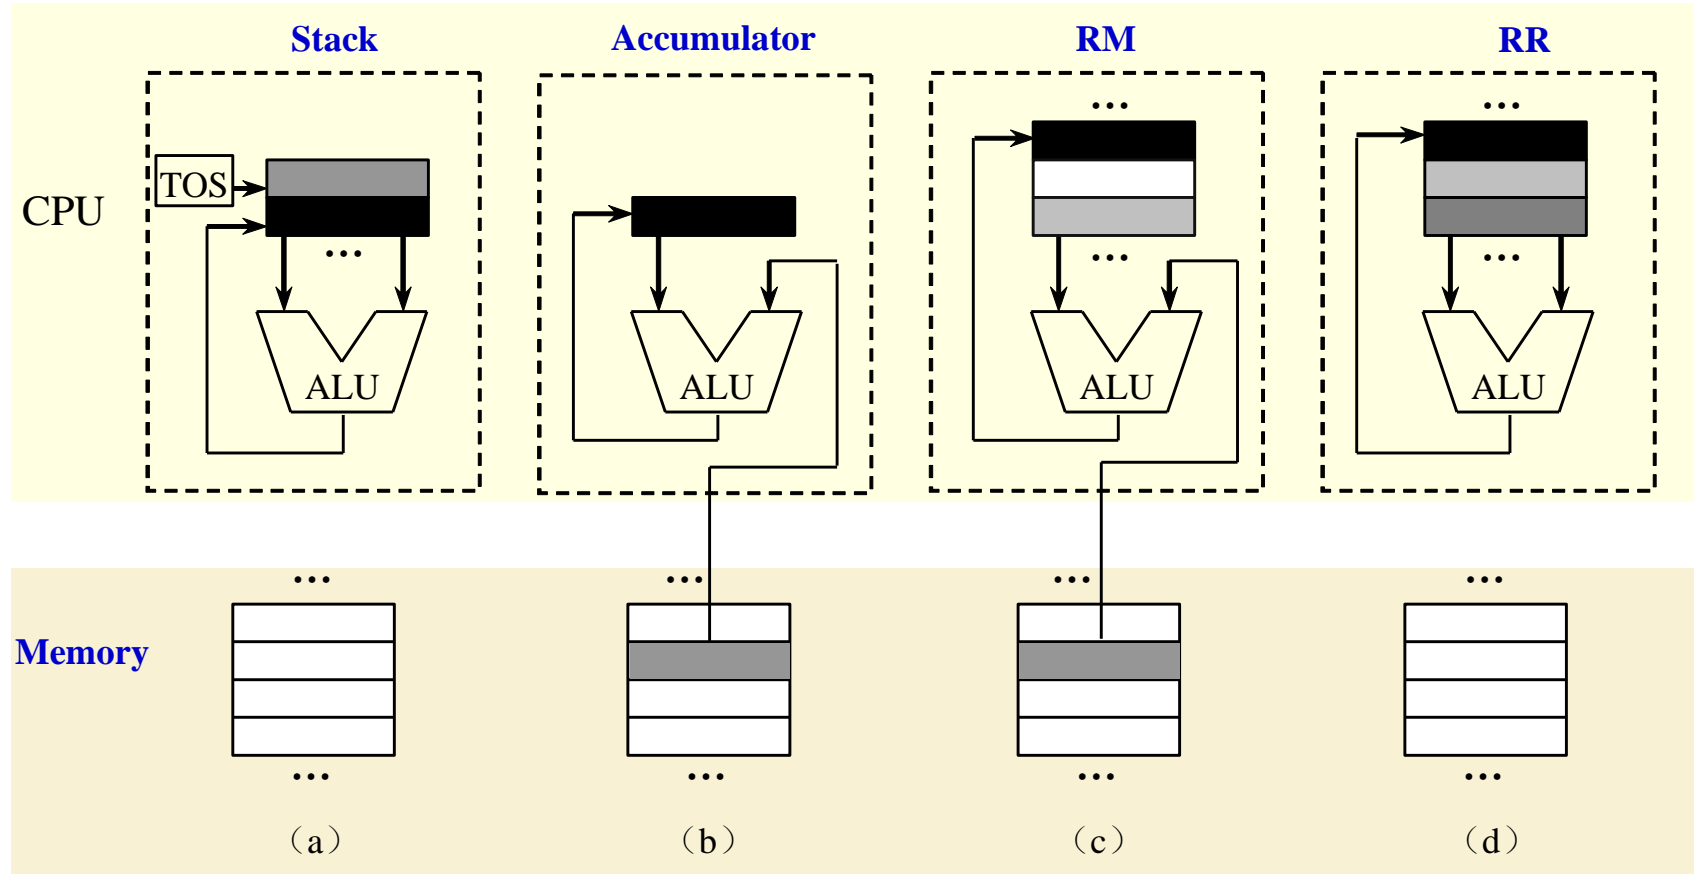 Stack Accumulator RM RR
... ...
TOS
CPU
... ...
ALU ALU ALU ALU
... ... ... ...
Memory
... ... ... ...
（a） （b） （c） （d）